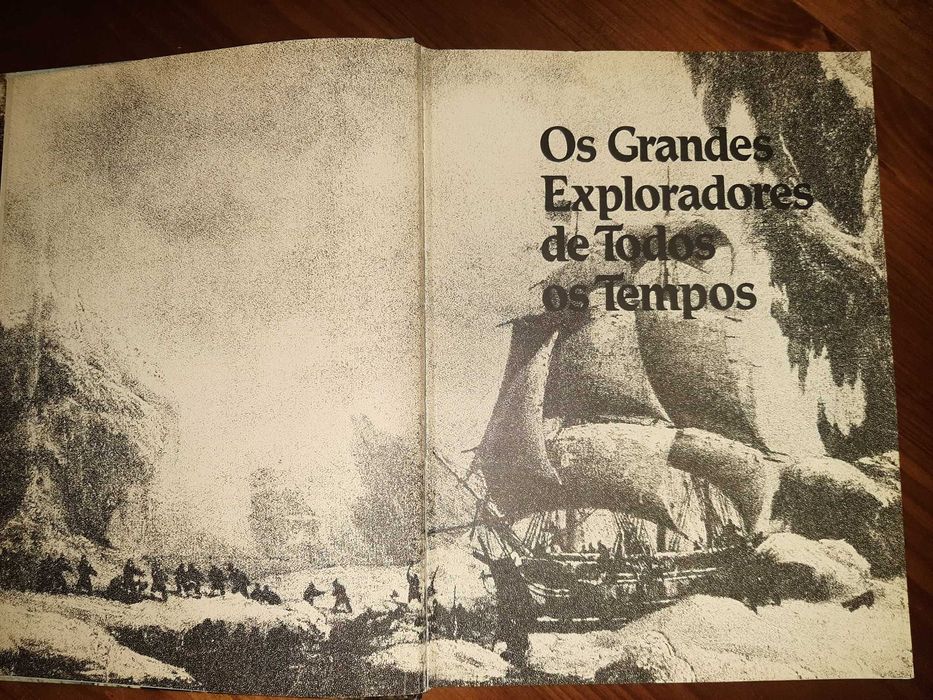 Os Grandes
Exploradores
de Todos
os Tempos